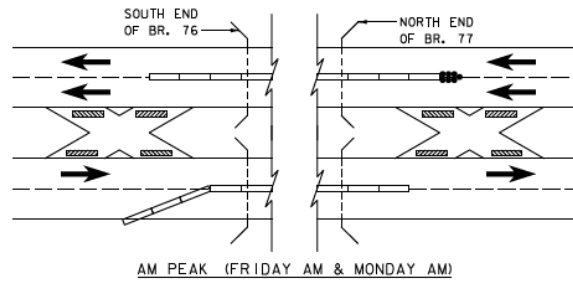 SOUTH END
OF BR. 76
NORTH END
OF BR. 77
AM PEAK (FRIDAY AM & MONDAY AM)